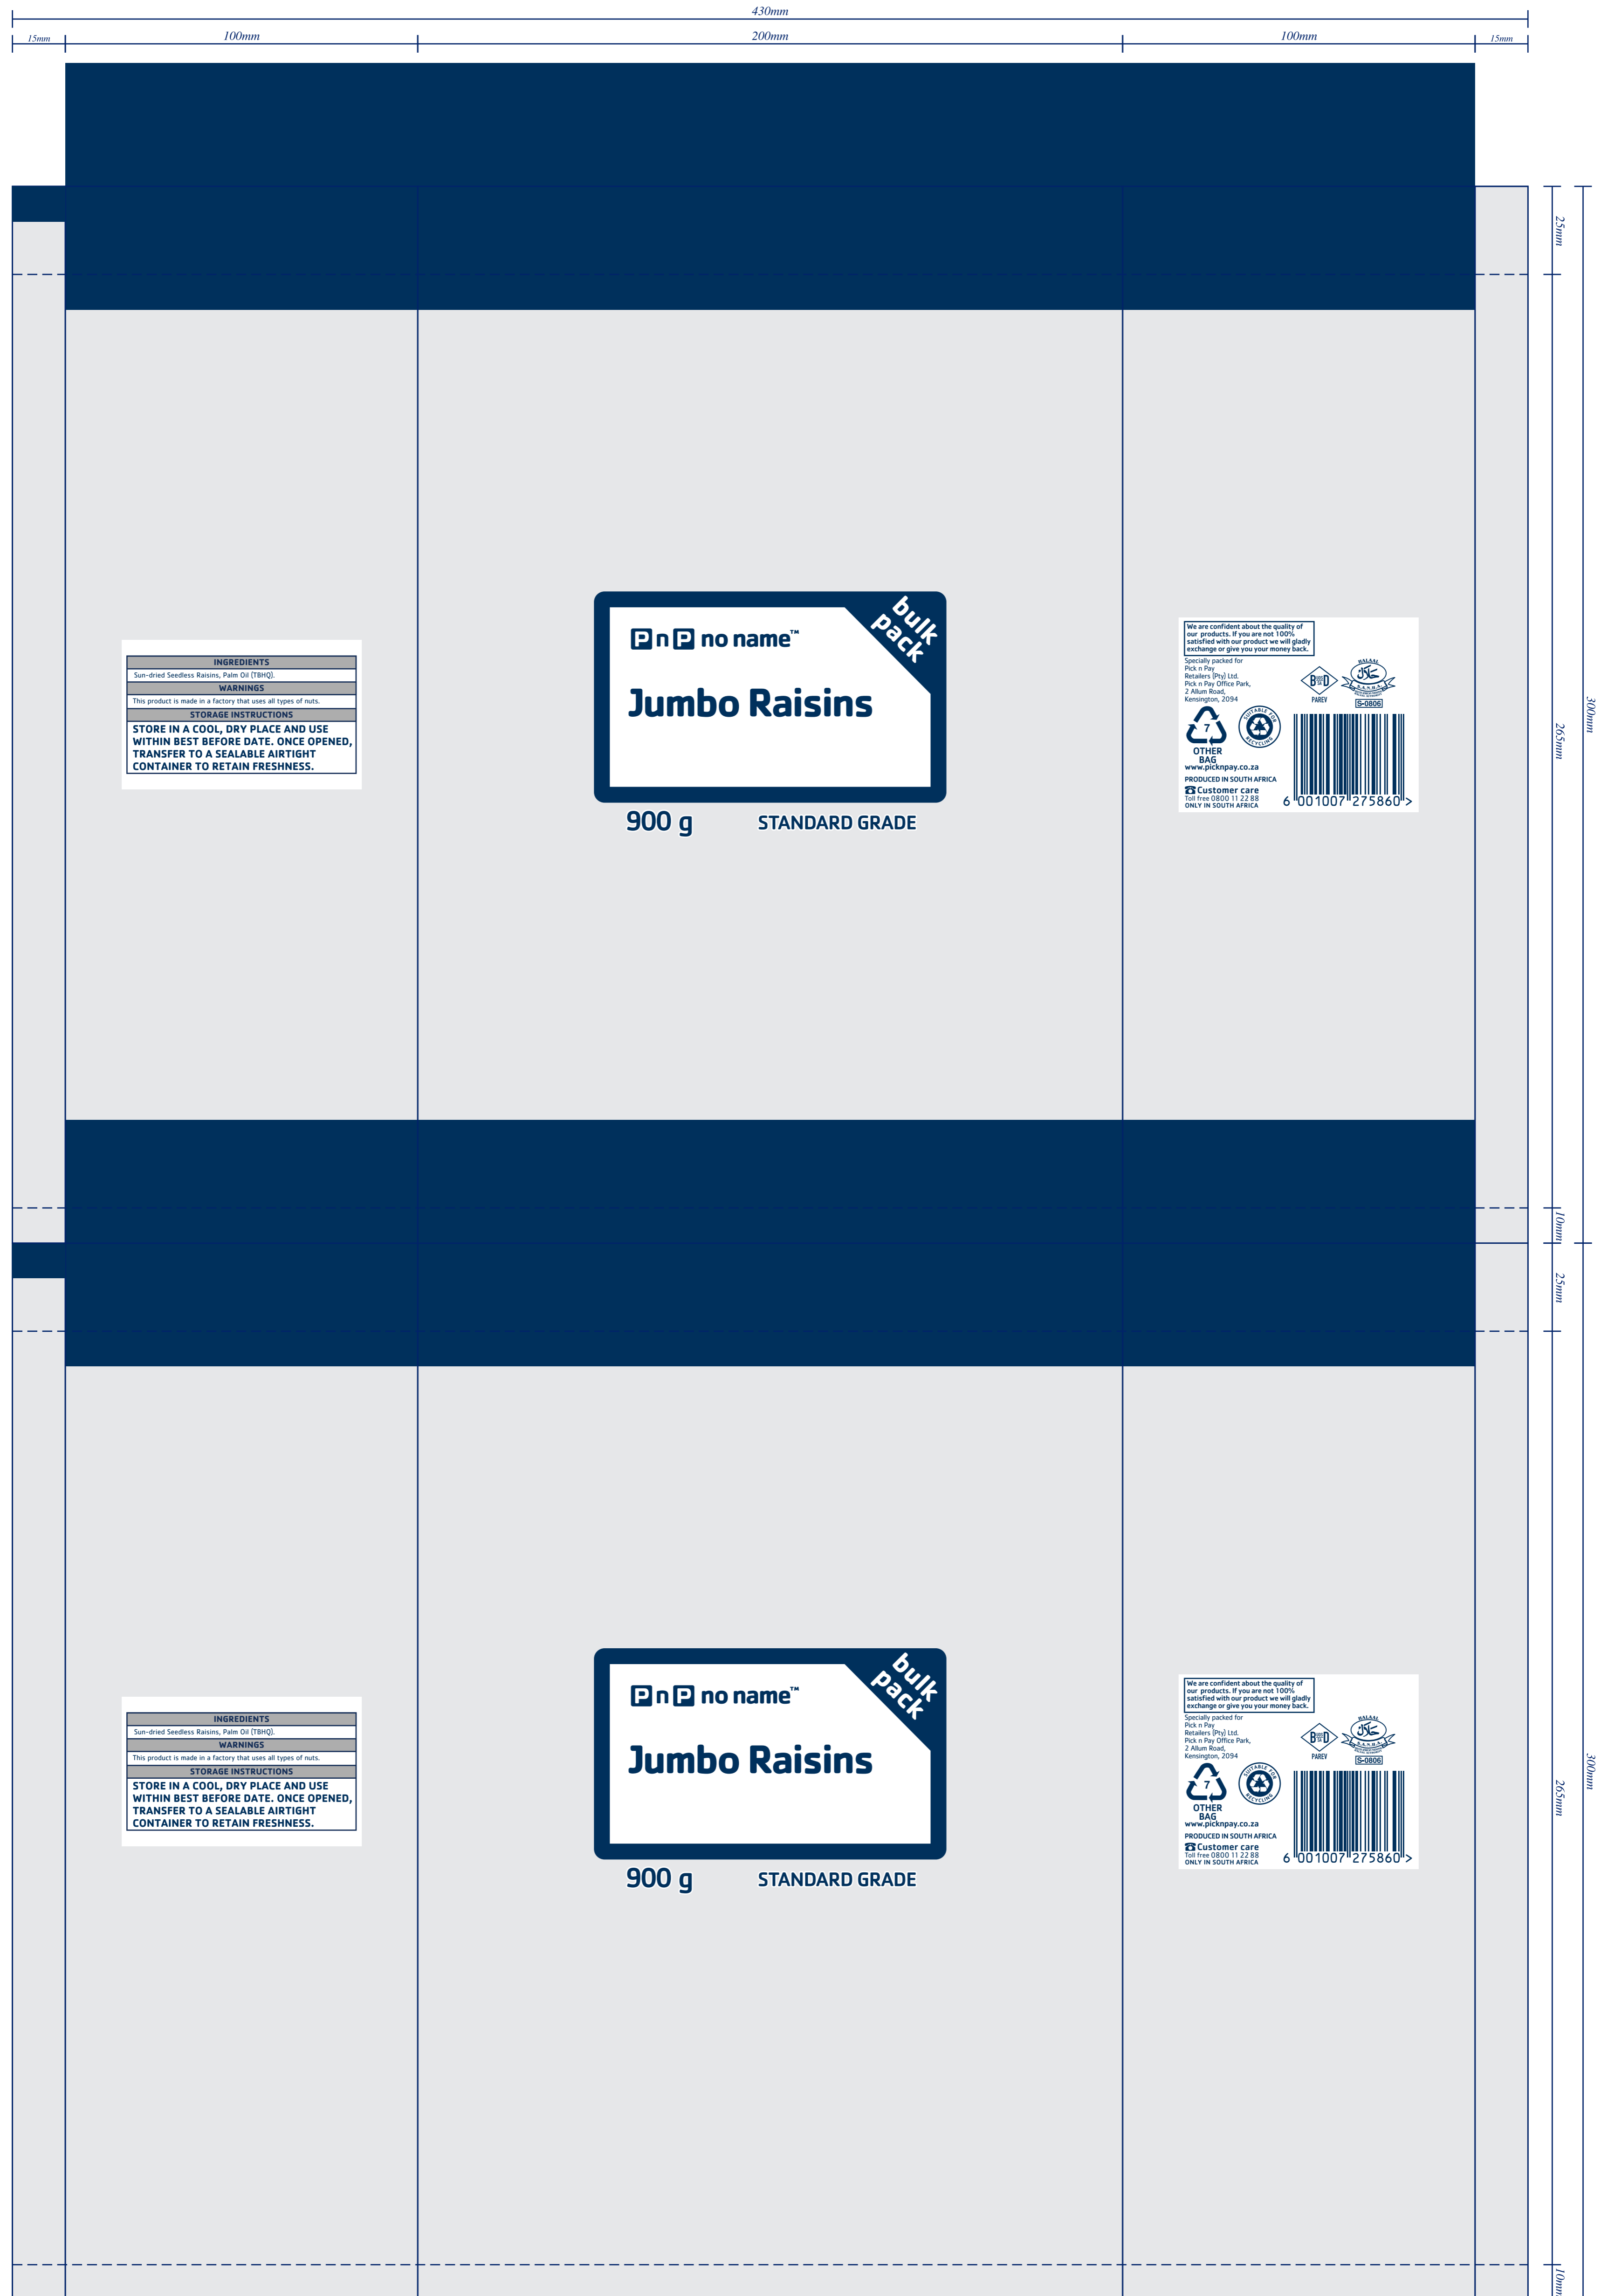 430mm
15mm 100mm 200mm 100mm 15mm
25mm
265mm
300mm
10mm
INGREDIENTS
Sun-dried Seedless Raisins, Palm Oil (TBHQ).
WARNINGS
This product is made in a factory that uses all types of nuts.
STORAGE INSTRUCTIONS
STORE IN A COOL, DRY PLACE AND USE
WITHIN BEST BEFORE DATE. ONCE OPENED,
TRANSFER TO A SEALABLE AIRTIGHT
CONTAINER TO RETAIN FRESHNESS.
PnP no name™
bulk
pack
Jumbo Raisins
900 g STANDARD GRADE
We are confident about the quality of
our products. If you are not 100%
satisfied with our product we will gladly
exchange or give you your money back.
Specially packed for
Pick n Pay
Retailers (Pty) Ltd.
Pick n Pay Office Park,
2 Allum Road,
Kensington, 2094
B D
PAREV
HALAAL
حلال
S.A.N.H.A.
S-0806
7
OTHER
BAG
SUITABLE FOR
RECYCLING
www.picknpay.co.za
PRODUCED IN SOUTH AFRICA
Customer care
Toll free 0800 11 22 88
ONLY IN SOUTH AFRICA
6 001007 275860 >
25mm
265mm
300mm
10mm
INGREDIENTS
Sun-dried Seedless Raisins, Palm Oil (TBHQ).
WARNINGS
This product is made in a factory that uses all types of nuts.
STORAGE INSTRUCTIONS
STORE IN A COOL, DRY PLACE AND USE
WITHIN BEST BEFORE DATE. ONCE OPENED,
TRANSFER TO A SEALABLE AIRTIGHT
CONTAINER TO RETAIN FRESHNESS.
PnP no name™
bulk
pack
Jumbo Raisins
900 g STANDARD GRADE
We are confident about the quality of
our products. If you are not 100%
satisfied with our product we will gladly
exchange or give you your money back.
Specially packed for
Pick n Pay
Retailers (Pty) Ltd.
Pick n Pay Office Park,
2 Allum Road,
Kensington, 2094
B D
PAREV
HALAAL
حلال
S.A.N.H.A.
S-0806
7
OTHER
BAG
SUITABLE FOR
RECYCLING
www.picknpay.co.za
PRODUCED IN SOUTH AFRICA
Customer care
Toll free 0800 11 22 88
ONLY IN SOUTH AFRICA
6 001007 275860 >